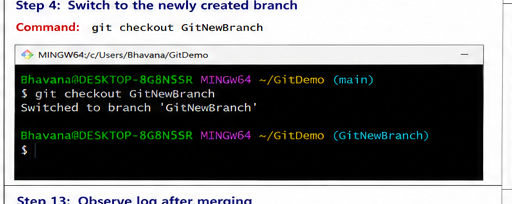 Step 4: Switch to the newly created branch
Command: git checkout GitNewBranch
MINGW64:/c/Users/Bhavana/GitDemo
Bhavana@DESKTOP-8G8N5SR MINGW64 ~/GitDemo (main)
$ git checkout GitNewBranch
Switched to branch 'GitNewBranch'
Bhavana@DESKTOP-8G8N5SR MINGW64 ~/GitDemo (GitNewBranch)
$
Step 13: Observe log after merging